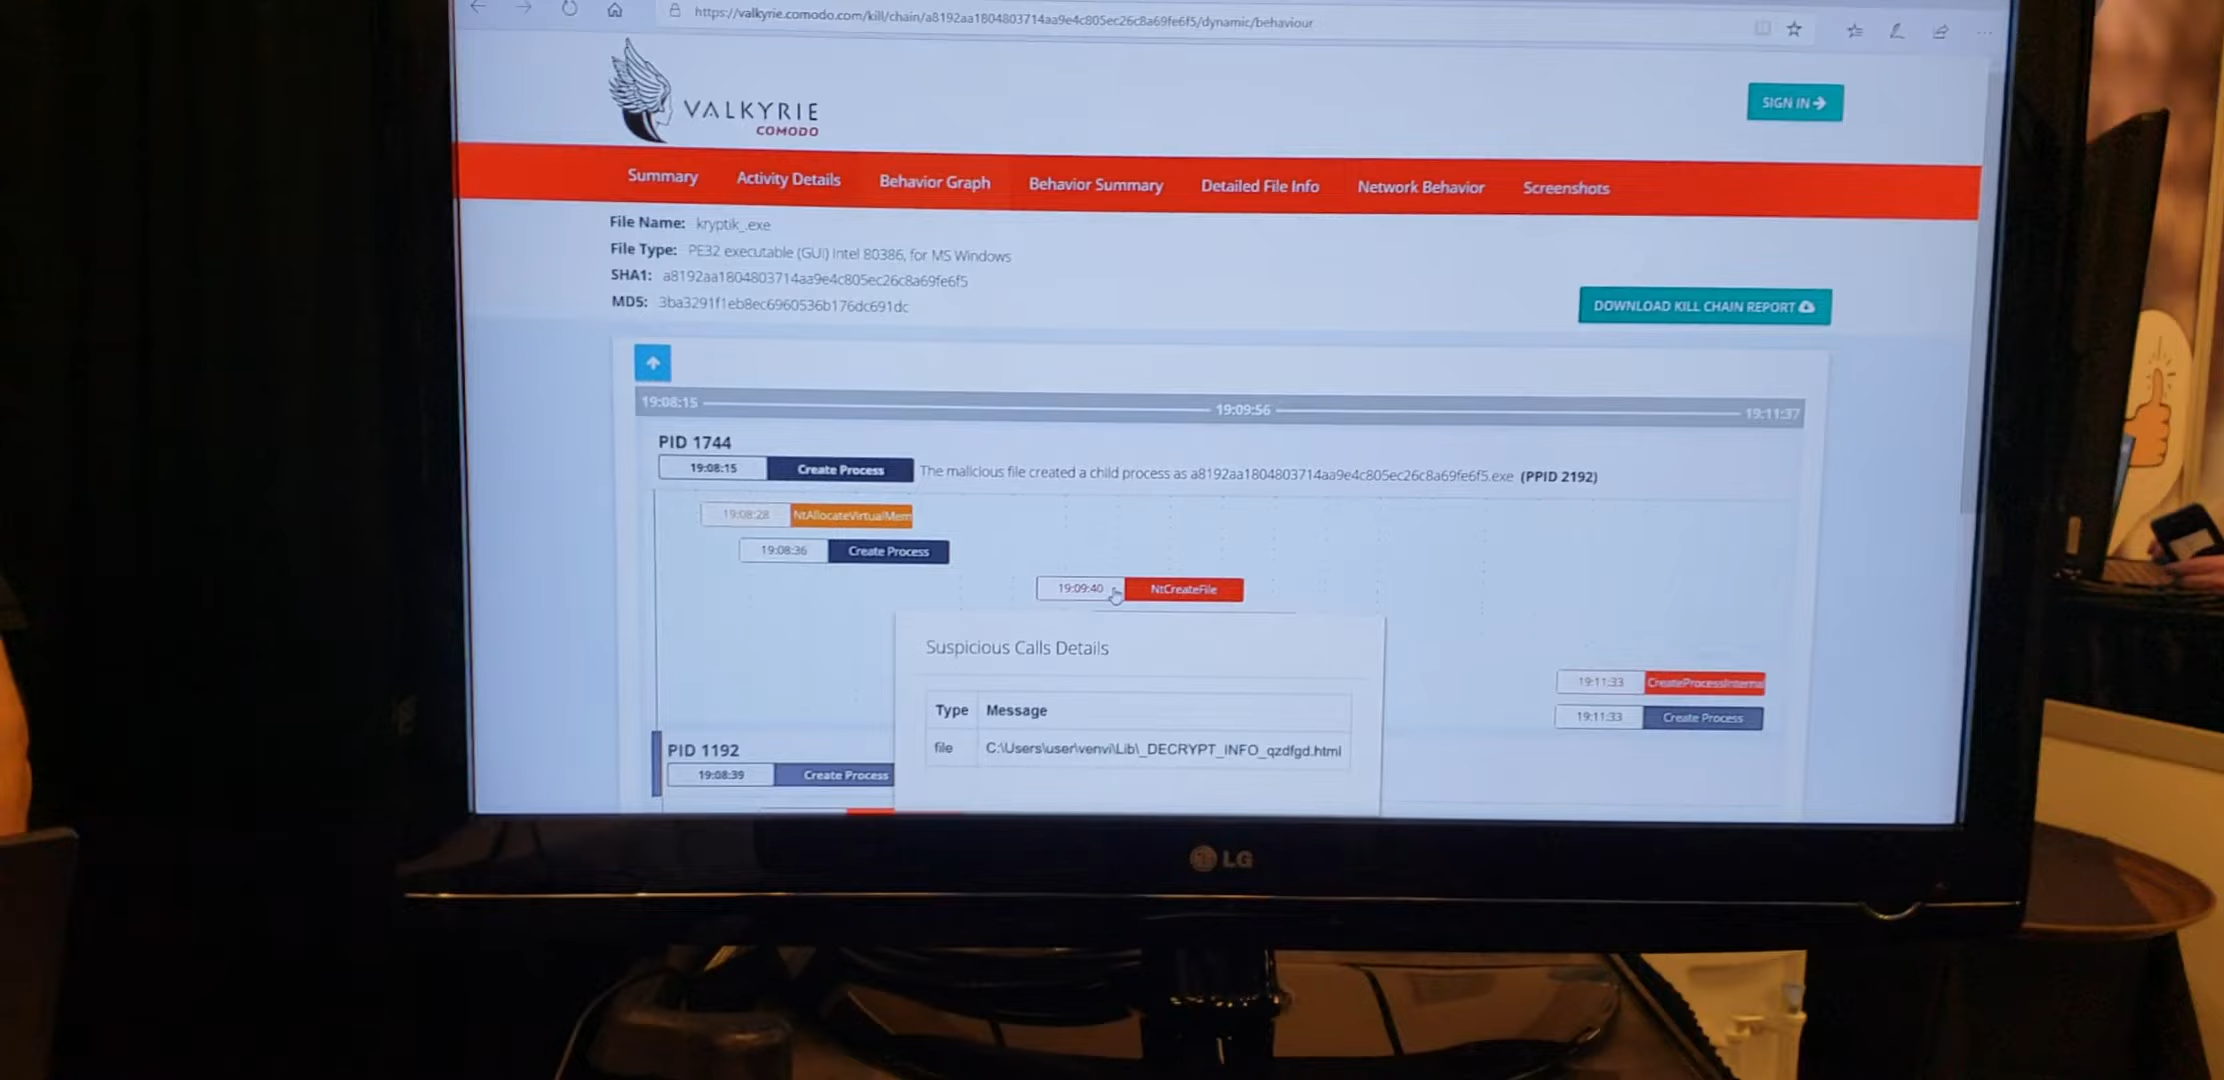 https://valkyrie.comodo.com/kill/chain/a8192aa1804803714aa9e4c805ec26c8a69fe6f5/dynamic/behaviour
VALKYRIE
COMODO
SIGN IN
Summary Activity Details Behavior Graph Behavior Summary Detailed File Info Network Behavior Screenshots
File Name: kryptik_.exe
File Type: PE32 executable (GUI) Intel 80386, for MS Windows
SHA1: a8192aa1804803714aa9e4c805ec26c8a69fe6f5
MD5: 3ba3291f1eb8ec6960536b176dc691dc
DOWNLOAD KILL CHAIN REPORT
19:08:15 19:09:56 19:11:37
PID 1744
19:08:15 Create Process The malicious file created a child process as a8192aa1804803714aa9e4c805ec26c8a69fe6f5.exe (PPID 2192)
19:08:28 NtAllocateVirtualMem
19:08:36 Create Process
19:09:40 NtCreateFile
Suspicious Calls Details
19:11:33 CreateProcessInterna
Type Message
19:11:33 Create Process
file C:\Users\user\venvi\Lib\_DECRYPT_INFO_qzdfgd.html
PID 1192
19:08:39 Create Process
LG